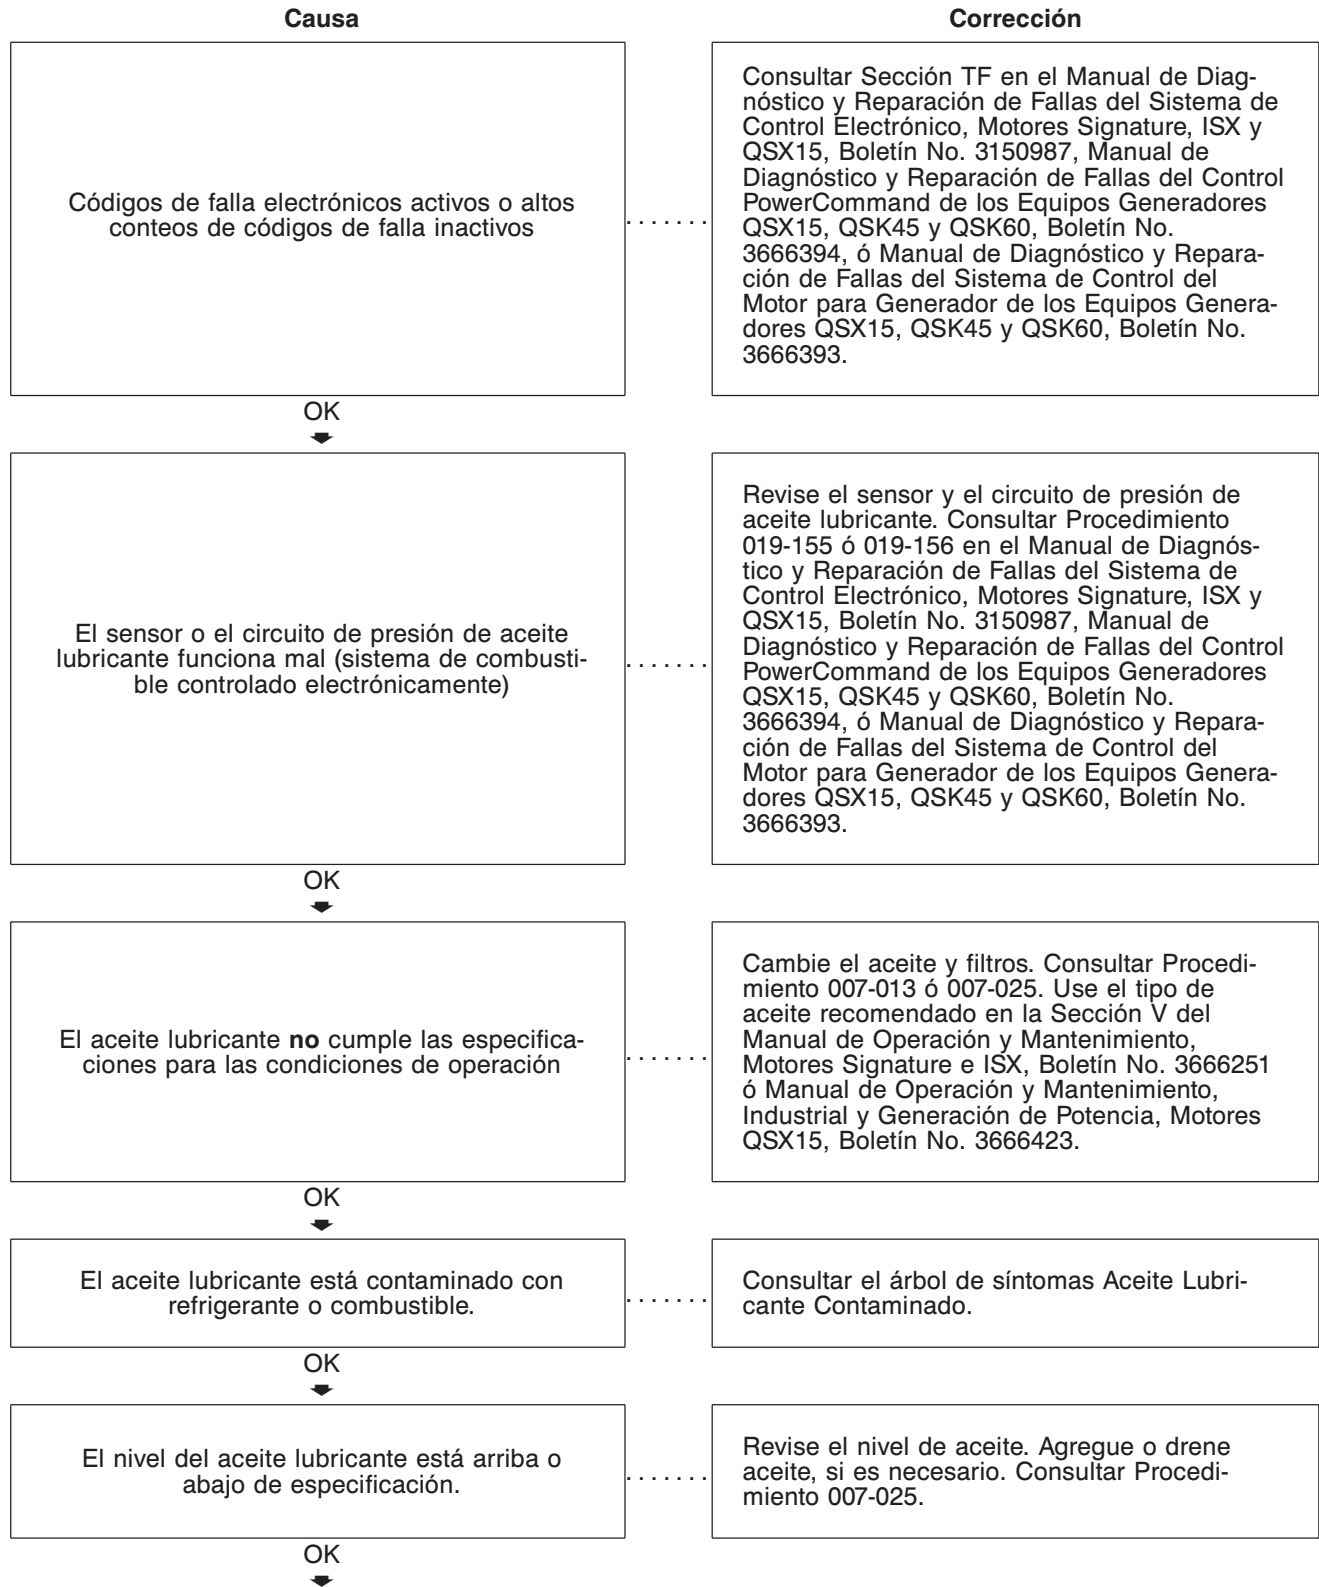 Causa
Corrección
Códigos de falla electrónicos activos o altos
conteos de códigos de falla inactivos
. . . . . . .
Consultar Sección TF en el Manual de Diag-
nóstico y Reparación de Fallas del Sistema de
Control Electrónico, Motores Signature, ISX y
QSX15, Boletín No. 3150987, Manual de
Diagnóstico y Reparación de Fallas del Control
PowerCommand de los Equipos Generadores
QSX15, QSK45 y QSK60, Boletín No.
3666394, ó Manual de Diagnóstico y Repara-
ción de Fallas del Sistema de Control del
Motor para Generador de los Equipos Genera-
dores QSX15, QSK45 y QSK60, Boletín No.
3666393.
OK
El sensor o el circuito de presión de aceite
lubricante funciona mal (sistema de combusti-
ble controlado electrónicamente)
. . . . . . .
Revise el sensor y el circuito de presión de
aceite lubricante. Consultar Procedimiento
019-155 ó 019-156 en el Manual de Diagnós-
tico y Reparación de Fallas del Sistema de
Control Electrónico, Motores Signature, ISX y
QSX15, Boletín No. 3150987, Manual de
Diagnóstico y Reparación de Fallas del Control
PowerCommand de los Equipos Generadores
QSX15, QSK45 y QSK60, Boletín No.
3666394, ó Manual de Diagnóstico y Repara-
ción de Fallas del Sistema de Control del
Motor para Generador de los Equipos Genera-
dores QSX15, QSK45 y QSK60, Boletín No.
3666393.
OK
El aceite lubricante no cumple las especifica-
ciones para las condiciones de operación
. . . . . . .
Cambie el aceite y filtros. Consultar Procedi-
miento 007-013 ó 007-025. Use el tipo de
aceite recomendado en la Sección V del
Manual de Operación y Mantenimiento,
Motores Signature e ISX, Boletín No. 3666251
ó Manual de Operación y Mantenimiento,
Industrial y Generación de Potencia, Motores
QSX15, Boletín No. 3666423.
OK
El aceite lubricante está contaminado con
refrigerante o combustible.
. . . . . . .
Consultar el árbol de síntomas Aceite Lubri-
cante Contaminado.
OK
El nivel del aceite lubricante está arriba o
abajo de especificación.
. . . . . . .
Revise el nivel de aceite. Agregue o drene
aceite, si es necesario. Consultar Procedi-
miento 007-025.
OK